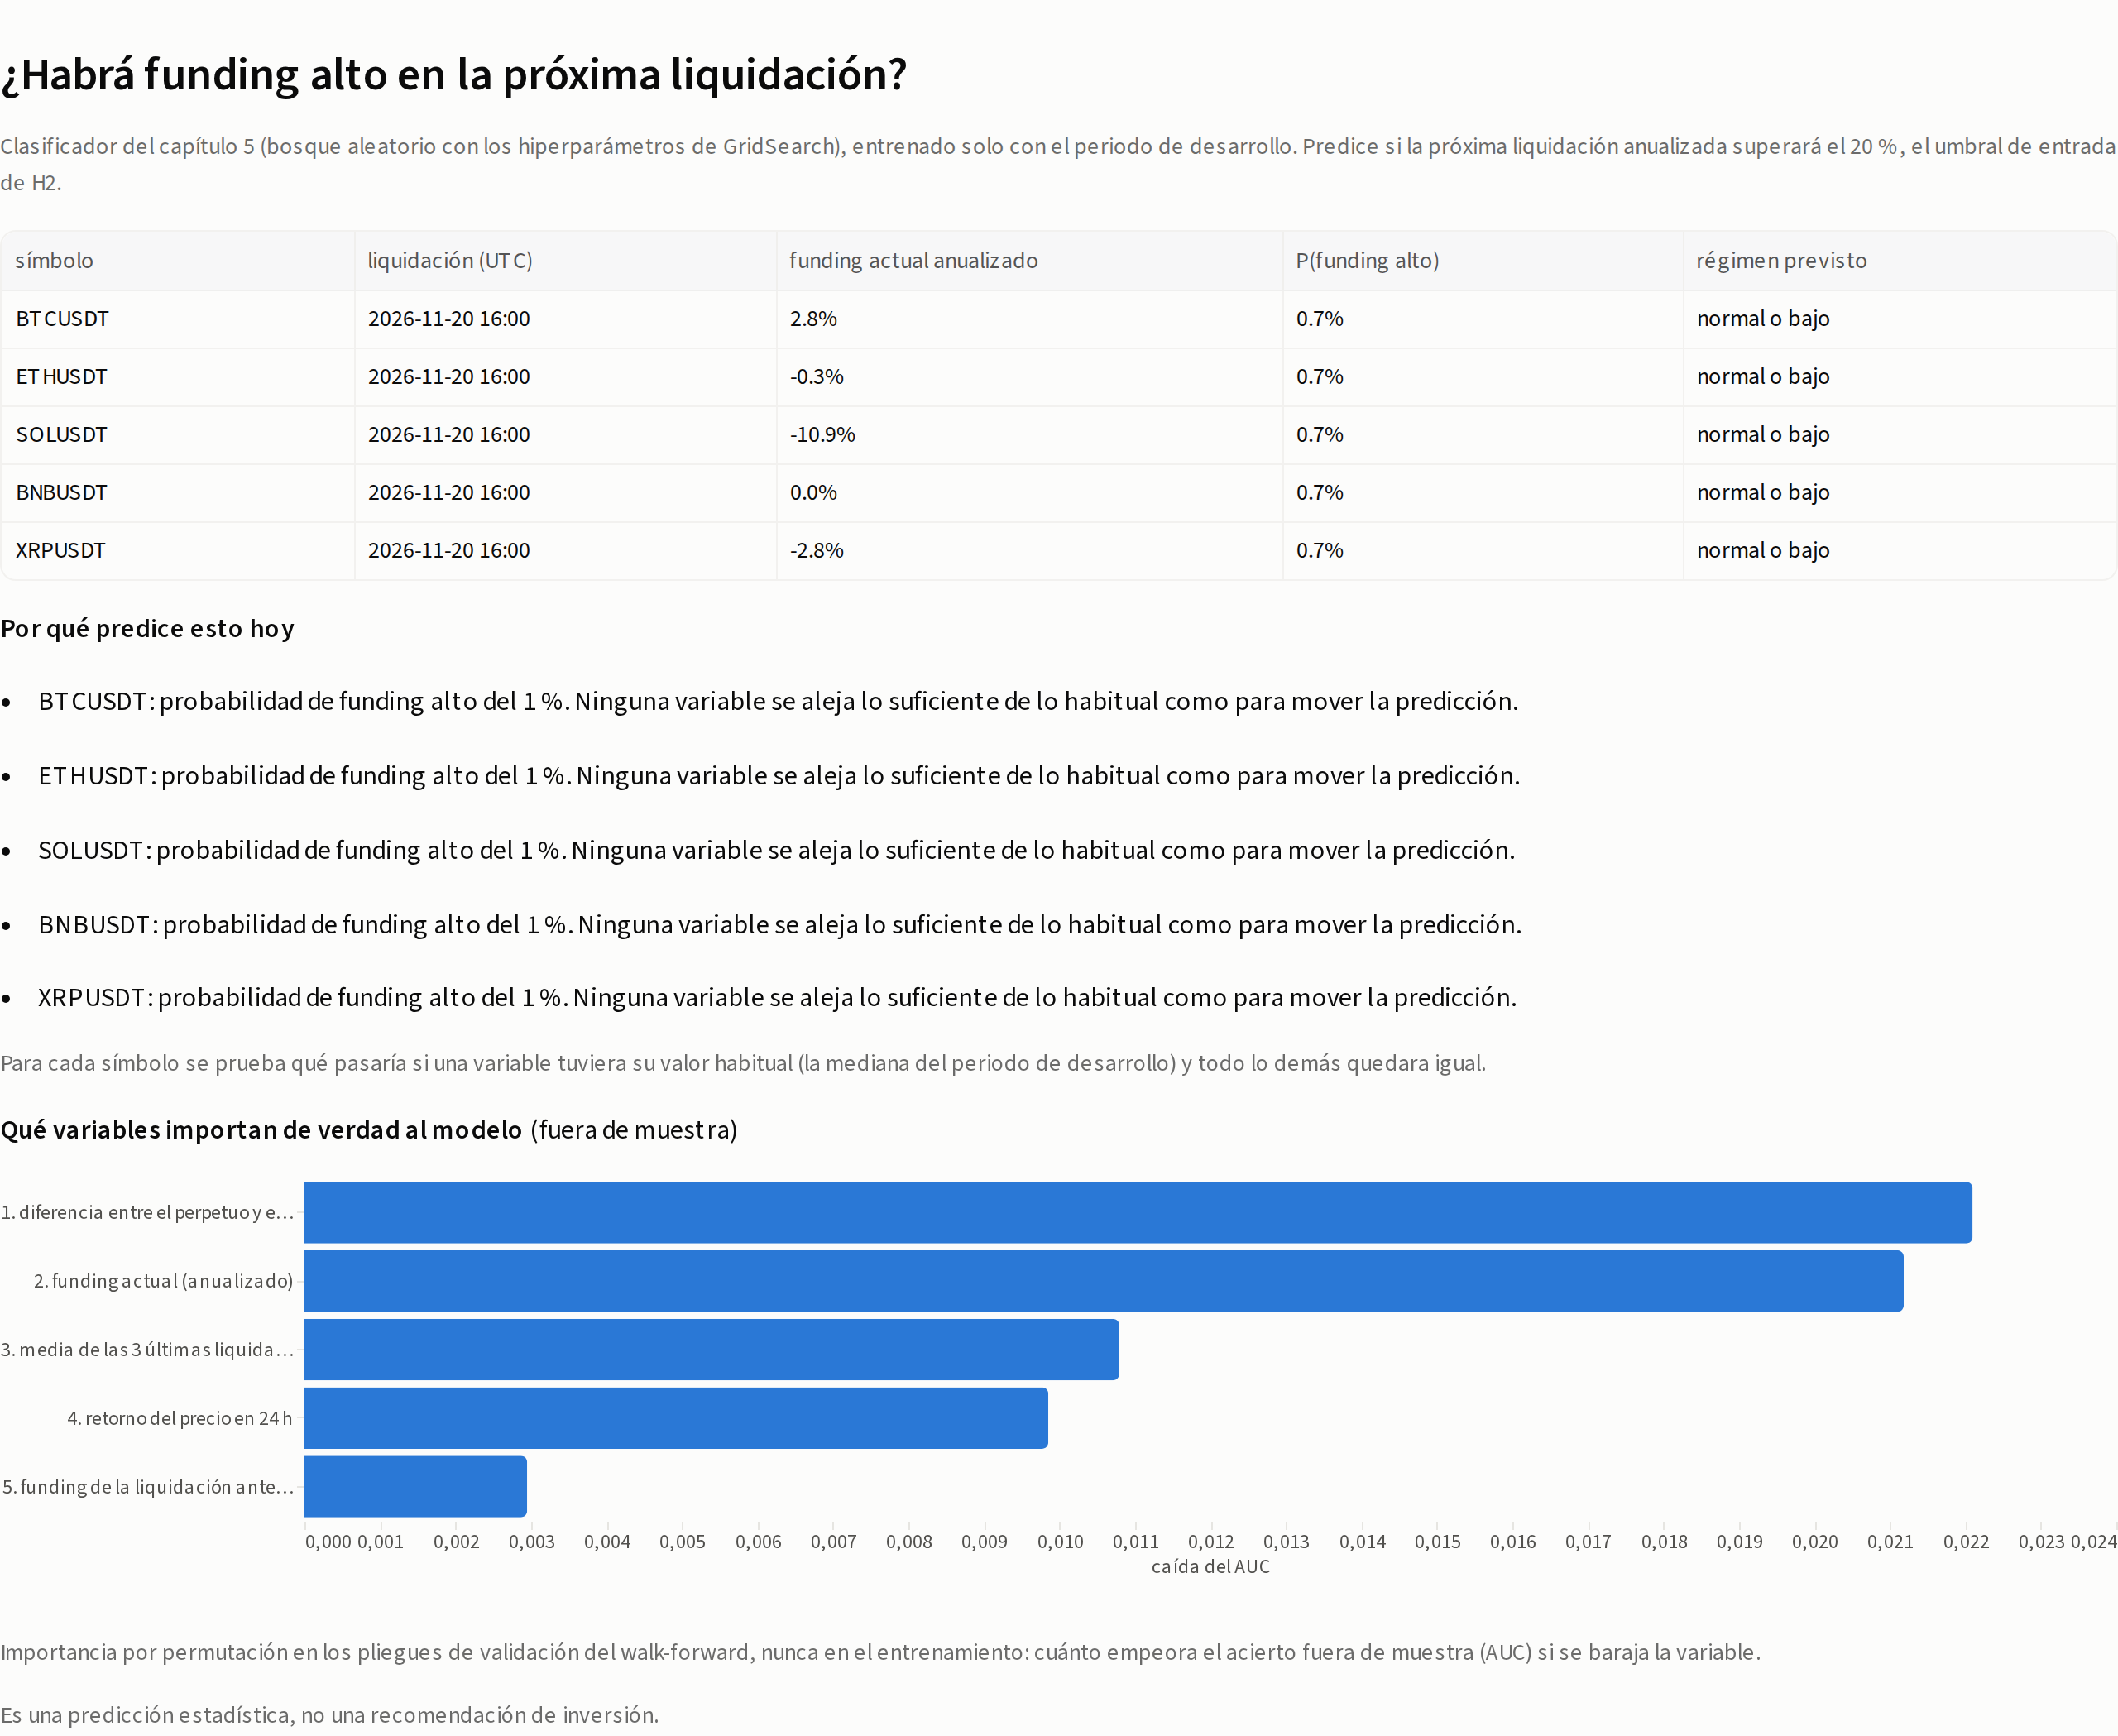 ¿Habrá funding alto en la próxima liquidación?
Clasificador del capítulo 5 (bosque aleatorio con los hiperparámetros de GridSearch), entrenado solo con el periodo de desarrollo. Predice si la próxima liquidación anualizada superará el 20 %, el umbral de entrada
de H2.
símbolo liquidación (UTC) funding actual anualizado P(funding alto) régimen previsto
BTCUSDT 2026-11-20 16:00 2.8% 0.7% normal o bajo
ETHUSDT 2026-11-20 16:00 -0.3% 0.7% normal o bajo
SOLUSDT 2026-11-20 16:00 -10.9% 0.7% normal o bajo
BNBUSDT 2026-11-20 16:00 0.0% 0.7% normal o bajo
XRPUSDT 2026-11-20 16:00 -2.8% 0.7% normal o bajo
Por qué predice esto hoy
• BTCUSDT: probabilidad de funding alto del 1 %. Ninguna variable se aleja lo suficiente de lo habitual como para mover la predicción.
• ETHUSDT: probabilidad de funding alto del 1 %. Ninguna variable se aleja lo suficiente de lo habitual como para mover la predicción.
• SOLUSDT: probabilidad de funding alto del 1 %. Ninguna variable se aleja lo suficiente de lo habitual como para mover la predicción.
• BNBUSDT: probabilidad de funding alto del 1 %. Ninguna variable se aleja lo suficiente de lo habitual como para mover la predicción.
• XRPUSDT: probabilidad de funding alto del 1 %. Ninguna variable se aleja lo suficiente de lo habitual como para mover la predicción.
Para cada símbolo se prueba qué pasaría si una variable tuviera su valor habitual (la mediana del periodo de desarrollo) y todo lo demás quedara igual.
Qué variables importan de verdad al modelo (fuera de muestra)
1. diferencia entre el perpetuo y e…
2. funding actual (anualizado)
3. media de las 3 últimas liquida…
4. retorno del precio en 24 h
5. funding de la liquidación ante…
0,000 0,001 0,002 0,003 0,004 0,005 0,006 0,007 0,008 0,009 0,010 0,011 0,012 0,013 0,014 0,015 0,016 0,017 0,018 0,019 0,020 0,021 0,022 0,023 0,024
caída del AUC
Importancia por permutación en los pliegues de validación del walk-forward, nunca en el entrenamiento: cuánto empeora el acierto fuera de muestra (AUC) si se baraja la variable.
Es una predicción estadística, no una recomendación de inversión.